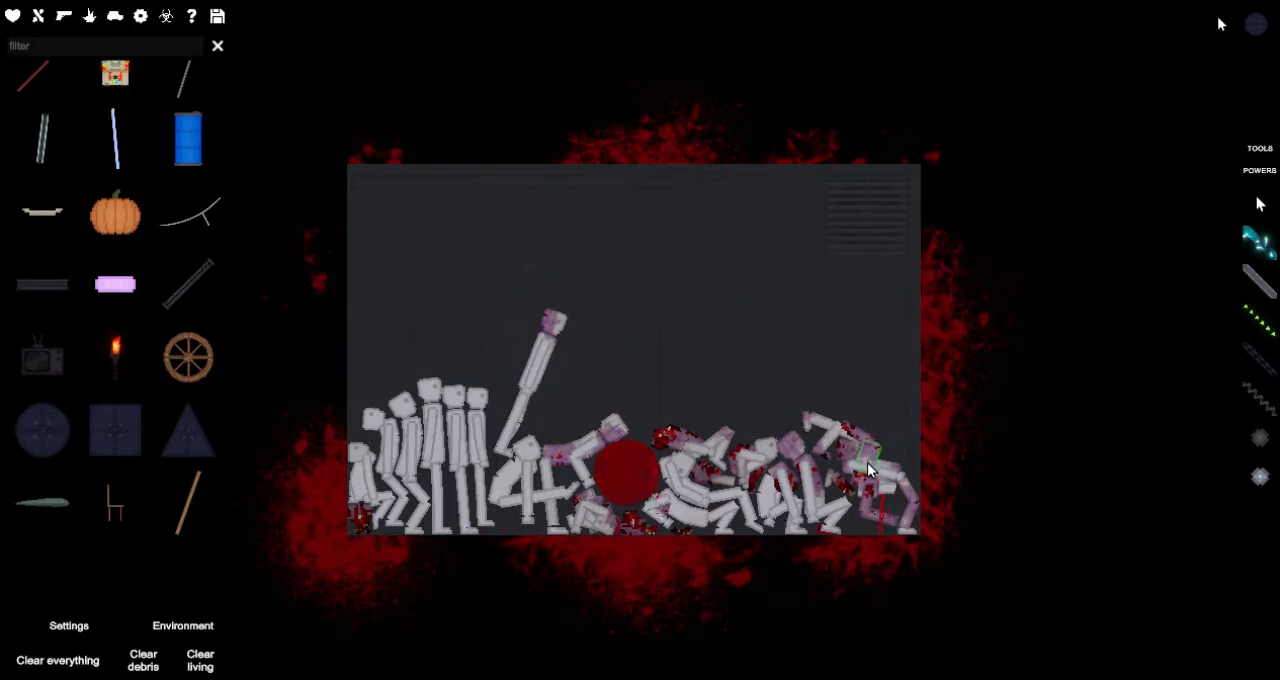 filter
TOOLS
POWERS
Settings
Environment
Clear everything
Clear debris
Clear living